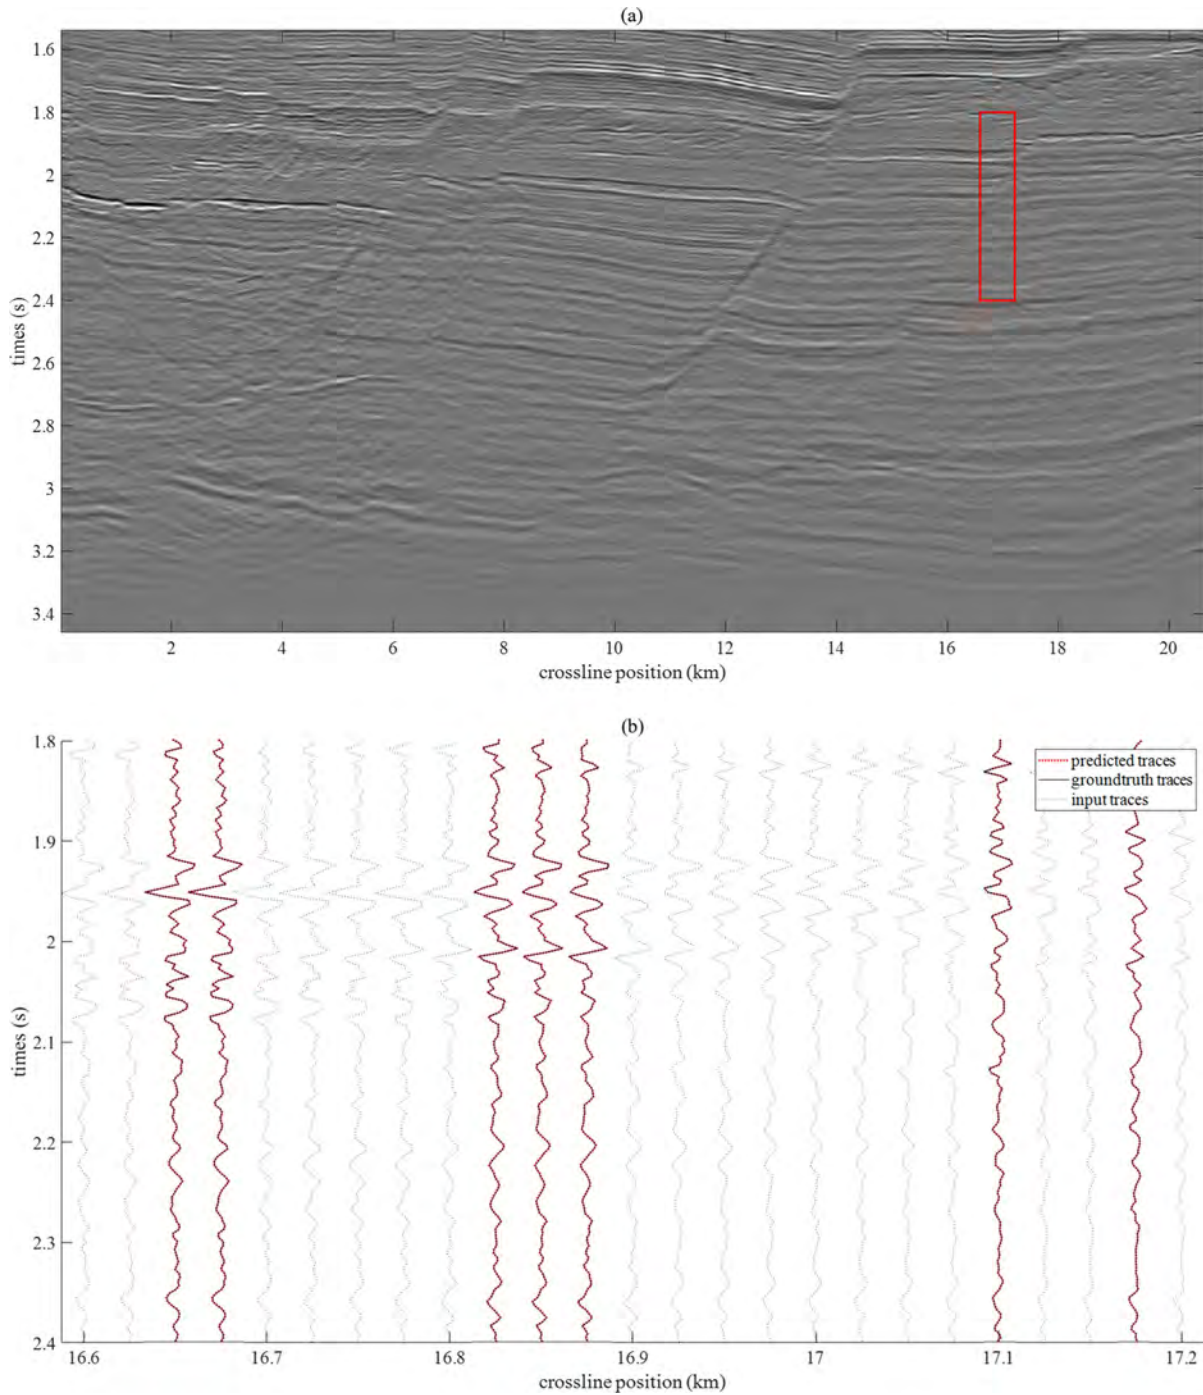 (a)
1.6
1.8
2
2.2
2.4
2.6
2.8
3
3.2
3.4
times (s)
2 4 6 8 10 12 14 16 18 20
crossline position (km)
(b)
1.8
1.9
2
2.1
2.2
2.3
2.4
times (s)
predicted traces
groundtruth traces
input traces
16.6 16.7 16.8 16.9 17 17.1 17.2
crossline position (km)